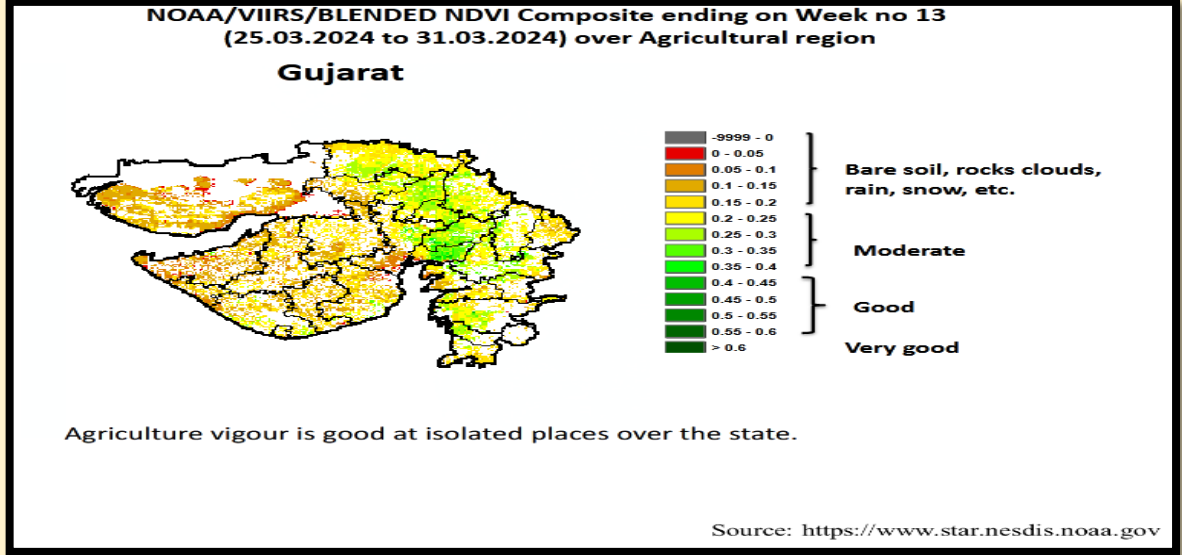 NOAA/VIIRS/BLENDED NDVI Composite ending on Week no 13
(25.03.2024 to 31.03.2024) over Agricultural region
Gujarat
-9999 - 0
0 - 0.05
0.05 - 0.1
0.1 - 0.15
0.15 - 0.2
0.2 - 0.25
0.25 - 0.3
0.3 - 0.35
0.35 - 0.4
0.4 - 0.45
0.45 - 0.5
0.5 - 0.55
0.55 - 0.6
> 0.6
Bare soil, rocks clouds,
rain, snow, etc.
Moderate
Good
Very good
Agriculture vigour is good at isolated places over the state.
Source: https://www.star.nesdis.noaa.gov